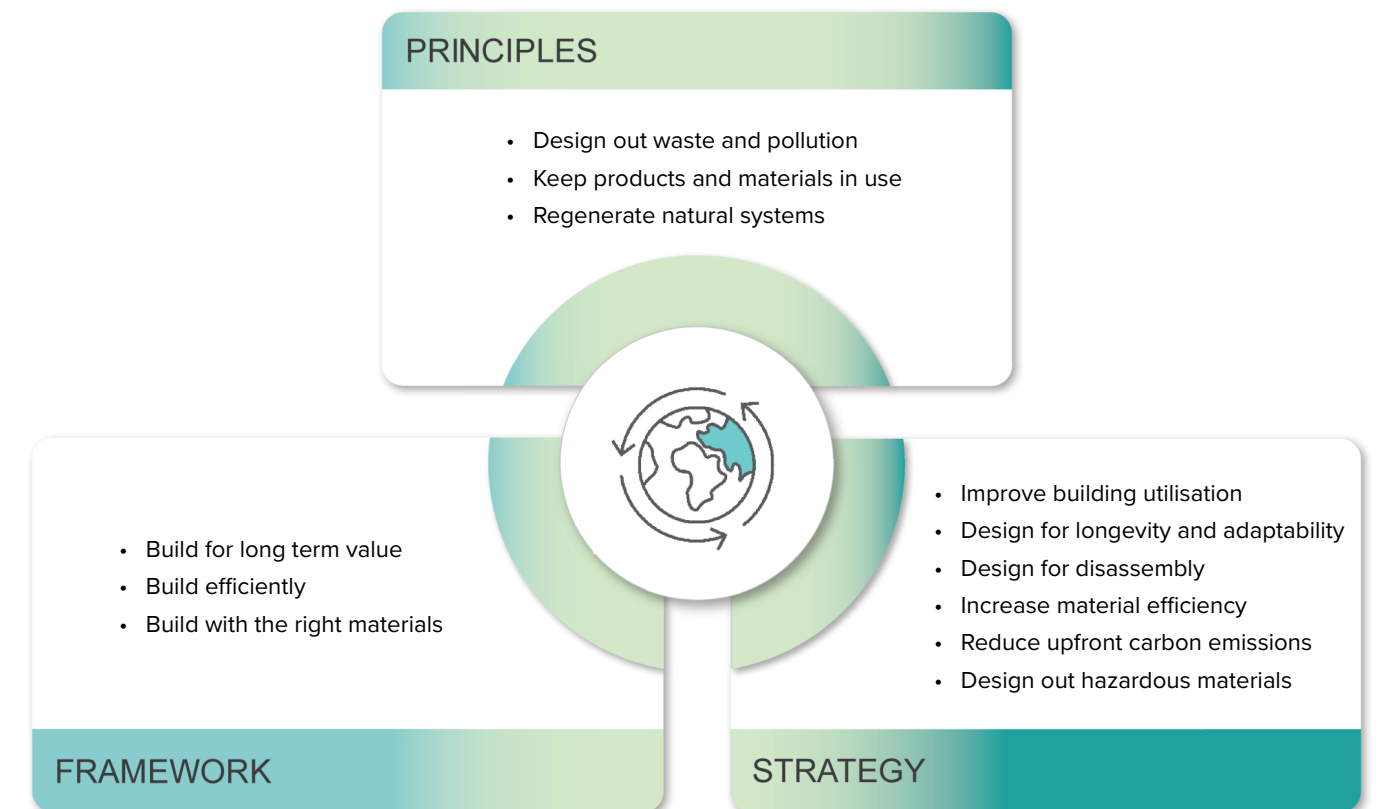 PRINCIPLES
• Design out waste and pollution
• Keep products and materials in use
• Regenerate natural systems
• Build for long term value
• Build efficiently
• Build with the right materials
FRAMEWORK
• Improve building utilisation
• Design for longevity and adaptability
• Design for disassembly
• Increase material efficiency
• Reduce upfront carbon emissions
• Design out hazardous materials
STRATEGY